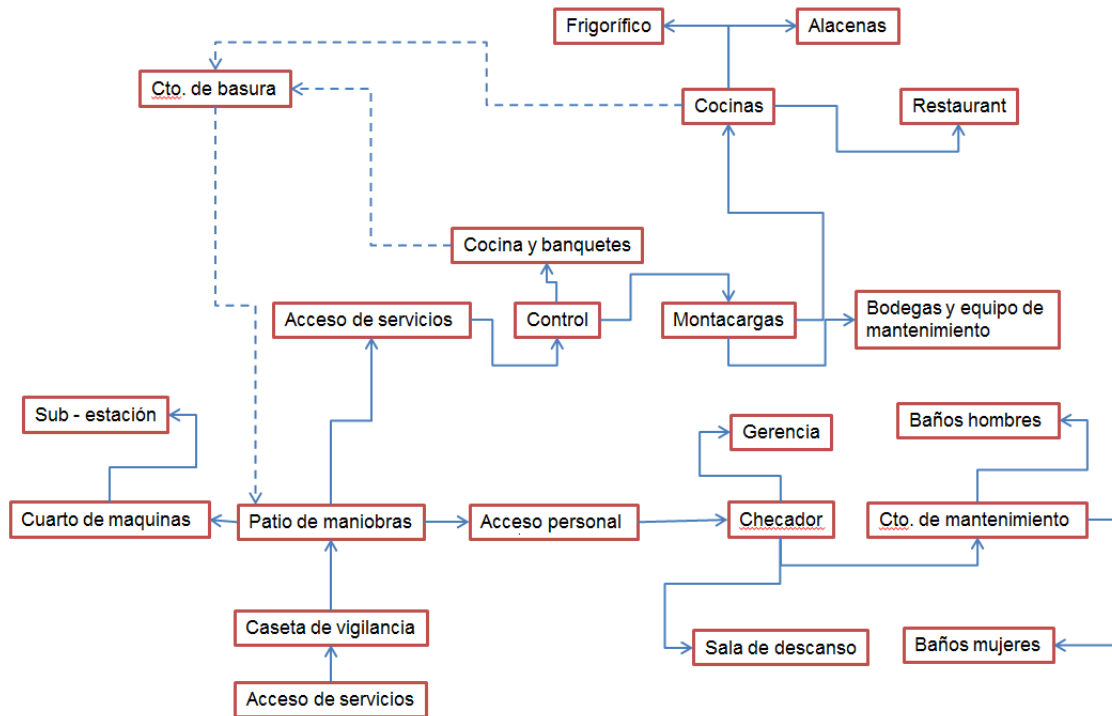 Frigorífico
Alacenas
Cto. de basura
Cocinas
Restaurant
Cocina y banquetes
Acceso de servicios
Control
Montacargas
Bodegas y equipo de
mantenimiento
Sub - estación
Gerencia
Baños hombres
Cuarto de maquinas
Patio de maniobras
Acceso personal
Checador
Cto. de mantenimiento
Caseta de vigilancia
Sala de descanso
Baños mujeres
Acceso de servicios